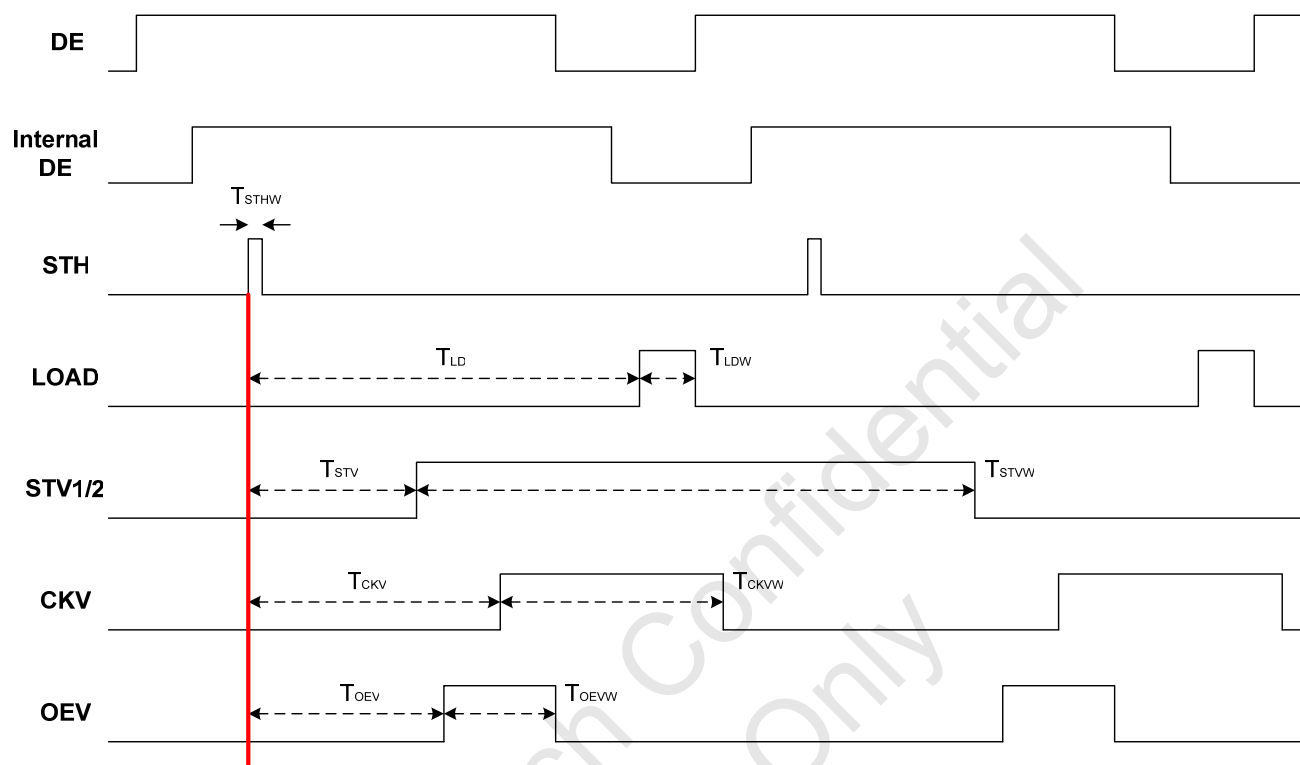 DE
Internal
DE
TSTHW
STH
TLD
TLDW
LOAD
TSTV
TSTVW
STV1/2
TCKV
TCKVW
CKV
TOEV
TOEVW
OEV
Confidential
Only